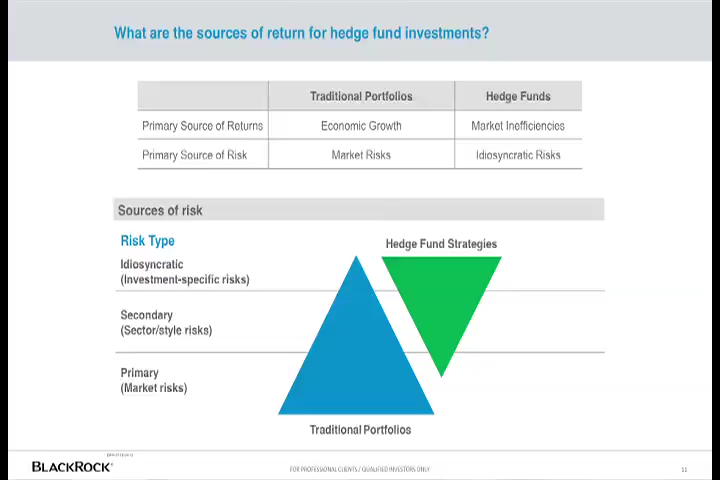 What are the sources of return for hedge fund investments?
Traditional Portfolios Hedge Funds
Primary Source of Returns Economic Growth Market Inefficiencies
Primary Source of Risk Market Risks Idiosyncratic Risks
Sources of risk
Risk Type
Hedge Fund Strategies
Idiosyncratic
(Investment-specific risks)
Secondary
(Sector/style risks)
Primary
(Market risks)
Traditional Portfolios
BLACKROCK®
FOR PROFESSIONAL CLIENTS / QUALIFIED INVESTORS ONLY
11